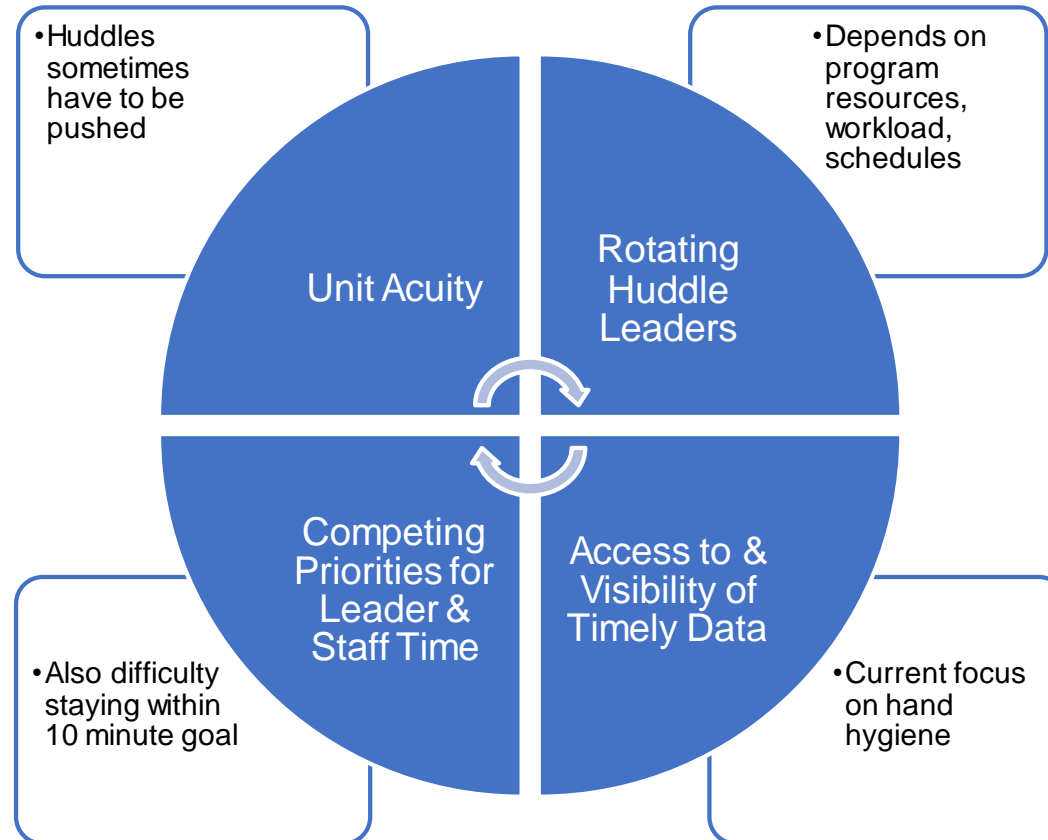 •Huddles
sometimes
have to be
pushed
•Depends on
program
resources,
workload,
schedules
Unit Acuity
Rotating
Huddle
Leaders
Competing
Priorities for
Leader &
Staff Time
Access to &
Visibility of
Timely Data
•Also difficulty
staying within
10 minute goal
•Current focus
on hand
hygiene